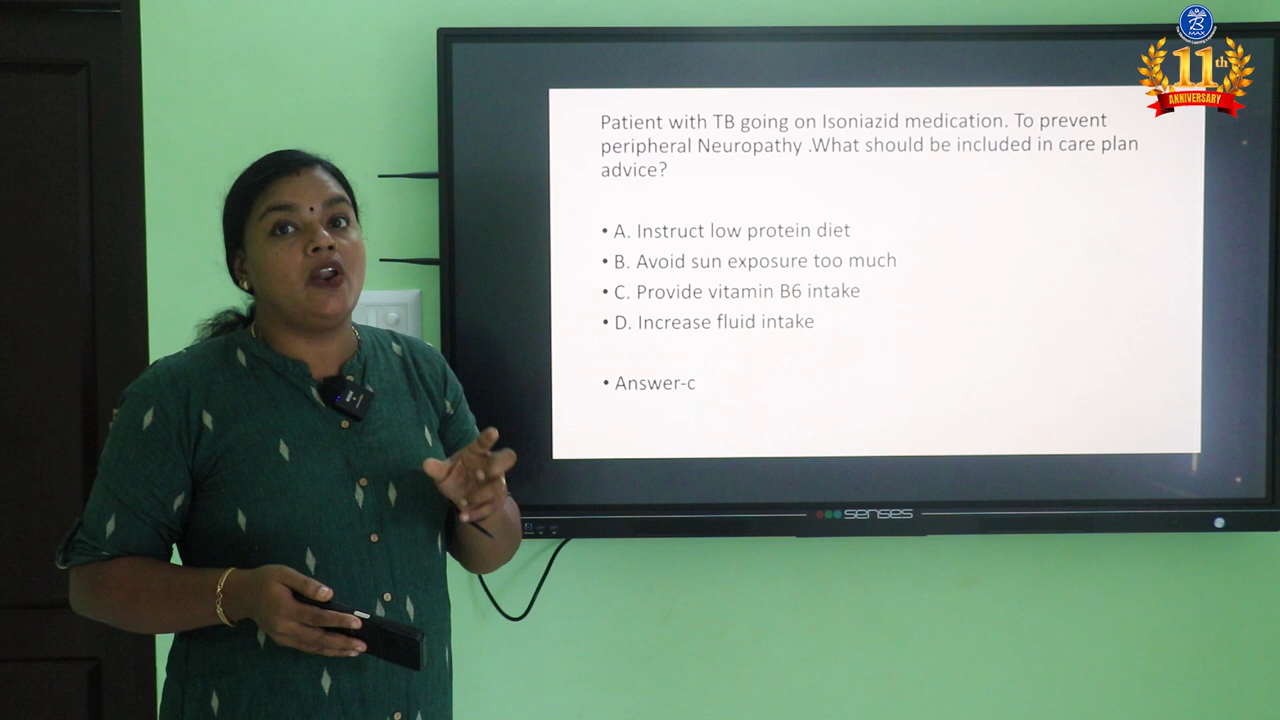 B
MAX
11th
ANNIVERSARY
Patient with TB going on Isoniazid medication. To prevent
peripheral Neuropathy .What should be included in care plan
advice?
• A. Instruct low protein diet
• B. Avoid sun exposure too much
• C. Provide vitamin B6 intake
• D. Increase fluid intake
• Answer-c
senses